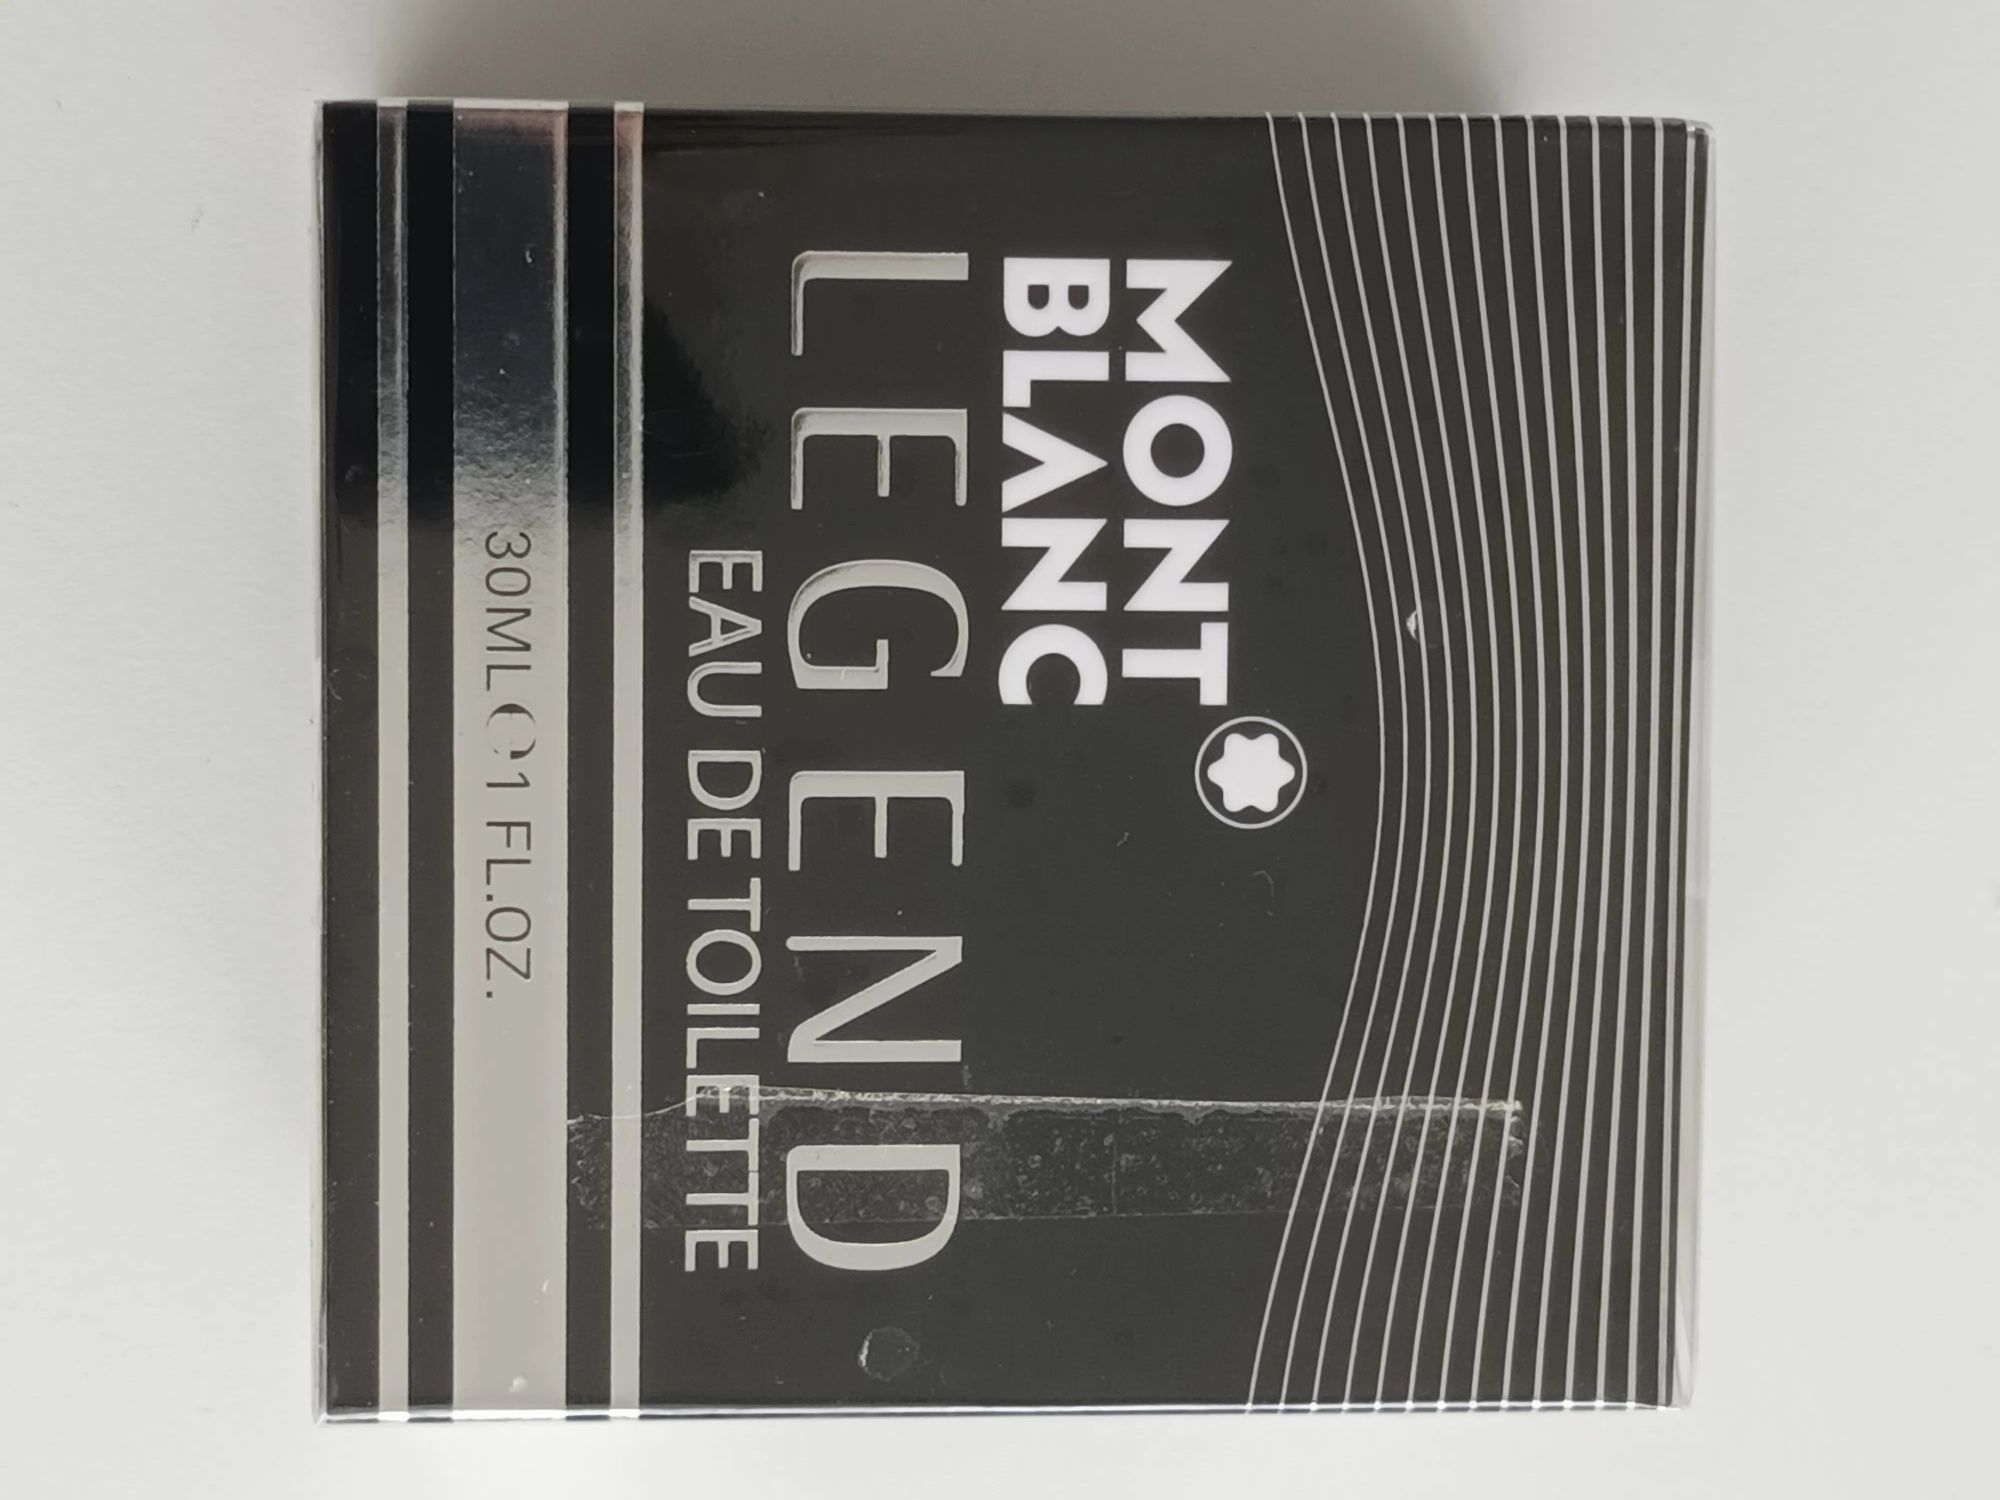 MONT
BLANC
LEGEND
EAU DE TOILETTE
30ML ℮ 1 FL.OZ.